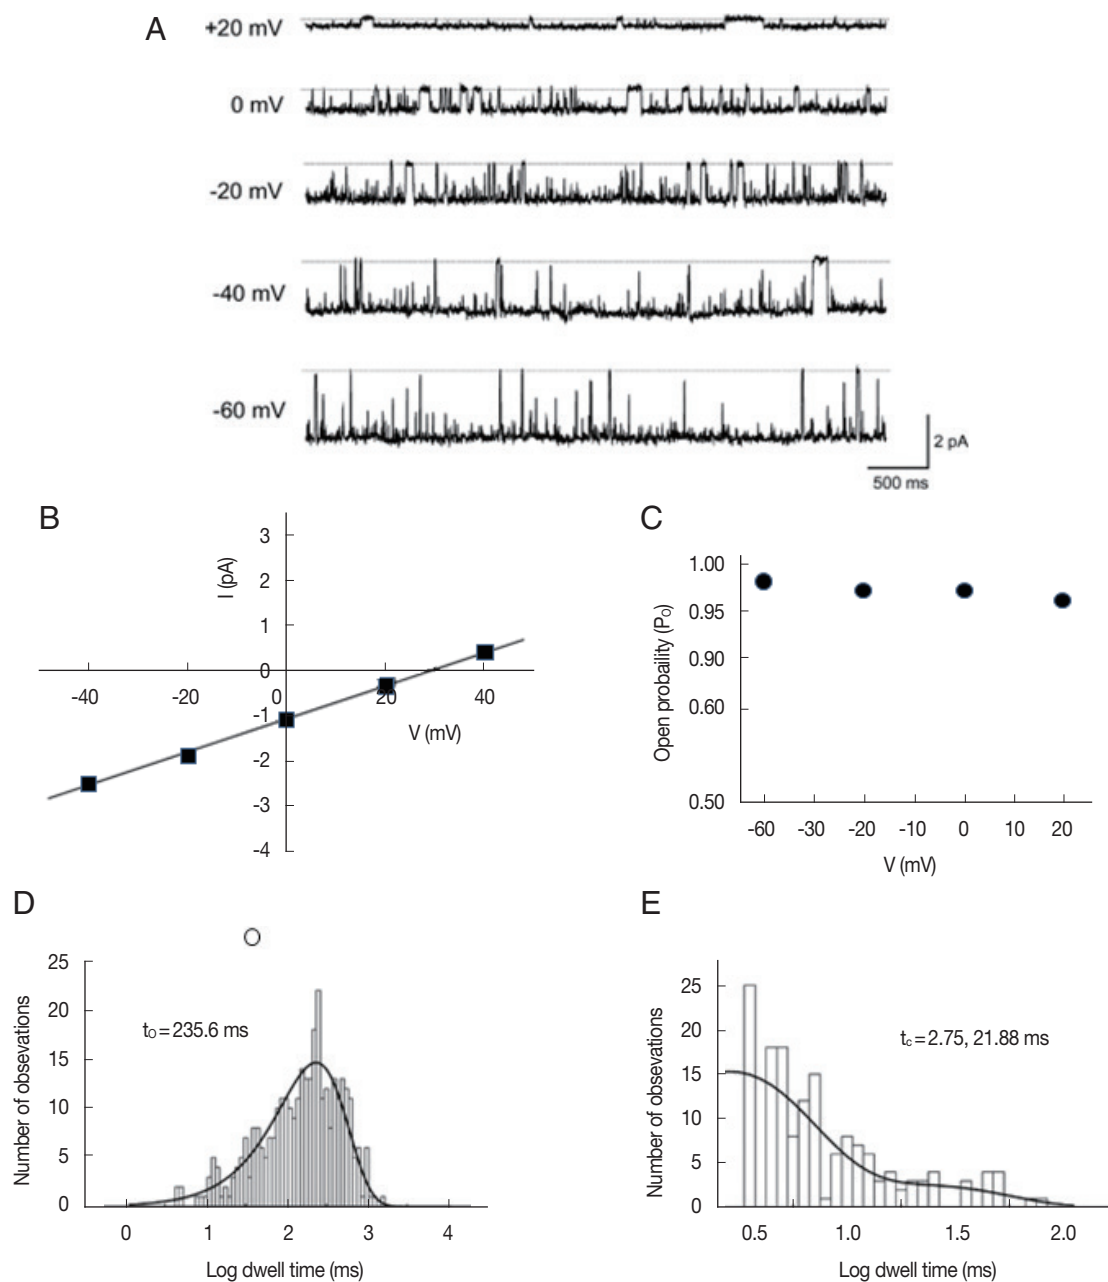 A
+20 mV
0 mV
-20 mV
-40 mV
-60 mV
2 pA
500 ms
B
I (pA)
3
2
1
0
-1
-2
-3
-4
-40
-20
0
20
40
V (mV)
C
Open probaility (PO)
1.00
0.95
0.90
0.60
0.50
-60
-30
-20
-10
0
10
20
V (mV)
D
Number of obsevations
25
20
15
10
5
0
tO = 235.6 ms
0
1
2
3
4
Log dwell time (ms)
E
Number of obsevations
25
20
15
10
5
0
tc = 2.75, 21.88 ms
0.5
1.0
1.5
2.0
Log dwell time (ms)